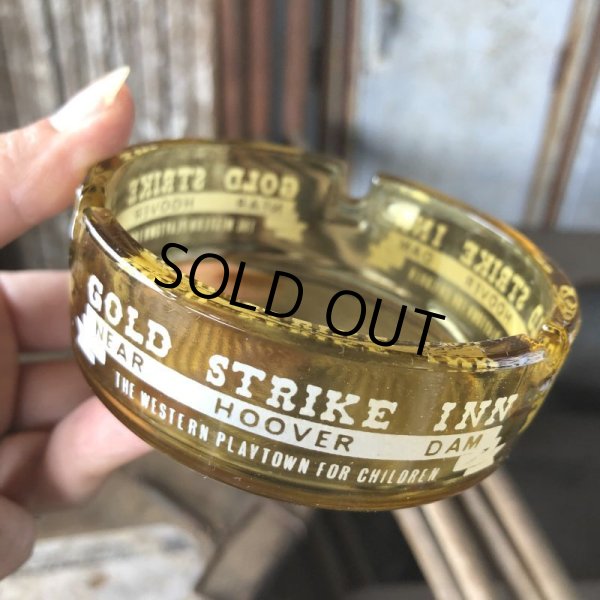 SOLD OUT
GOLD STRIKE INN
NEAR HOOVER DAM
THE WESTERN PLAYTOWN FOR CHILDREN